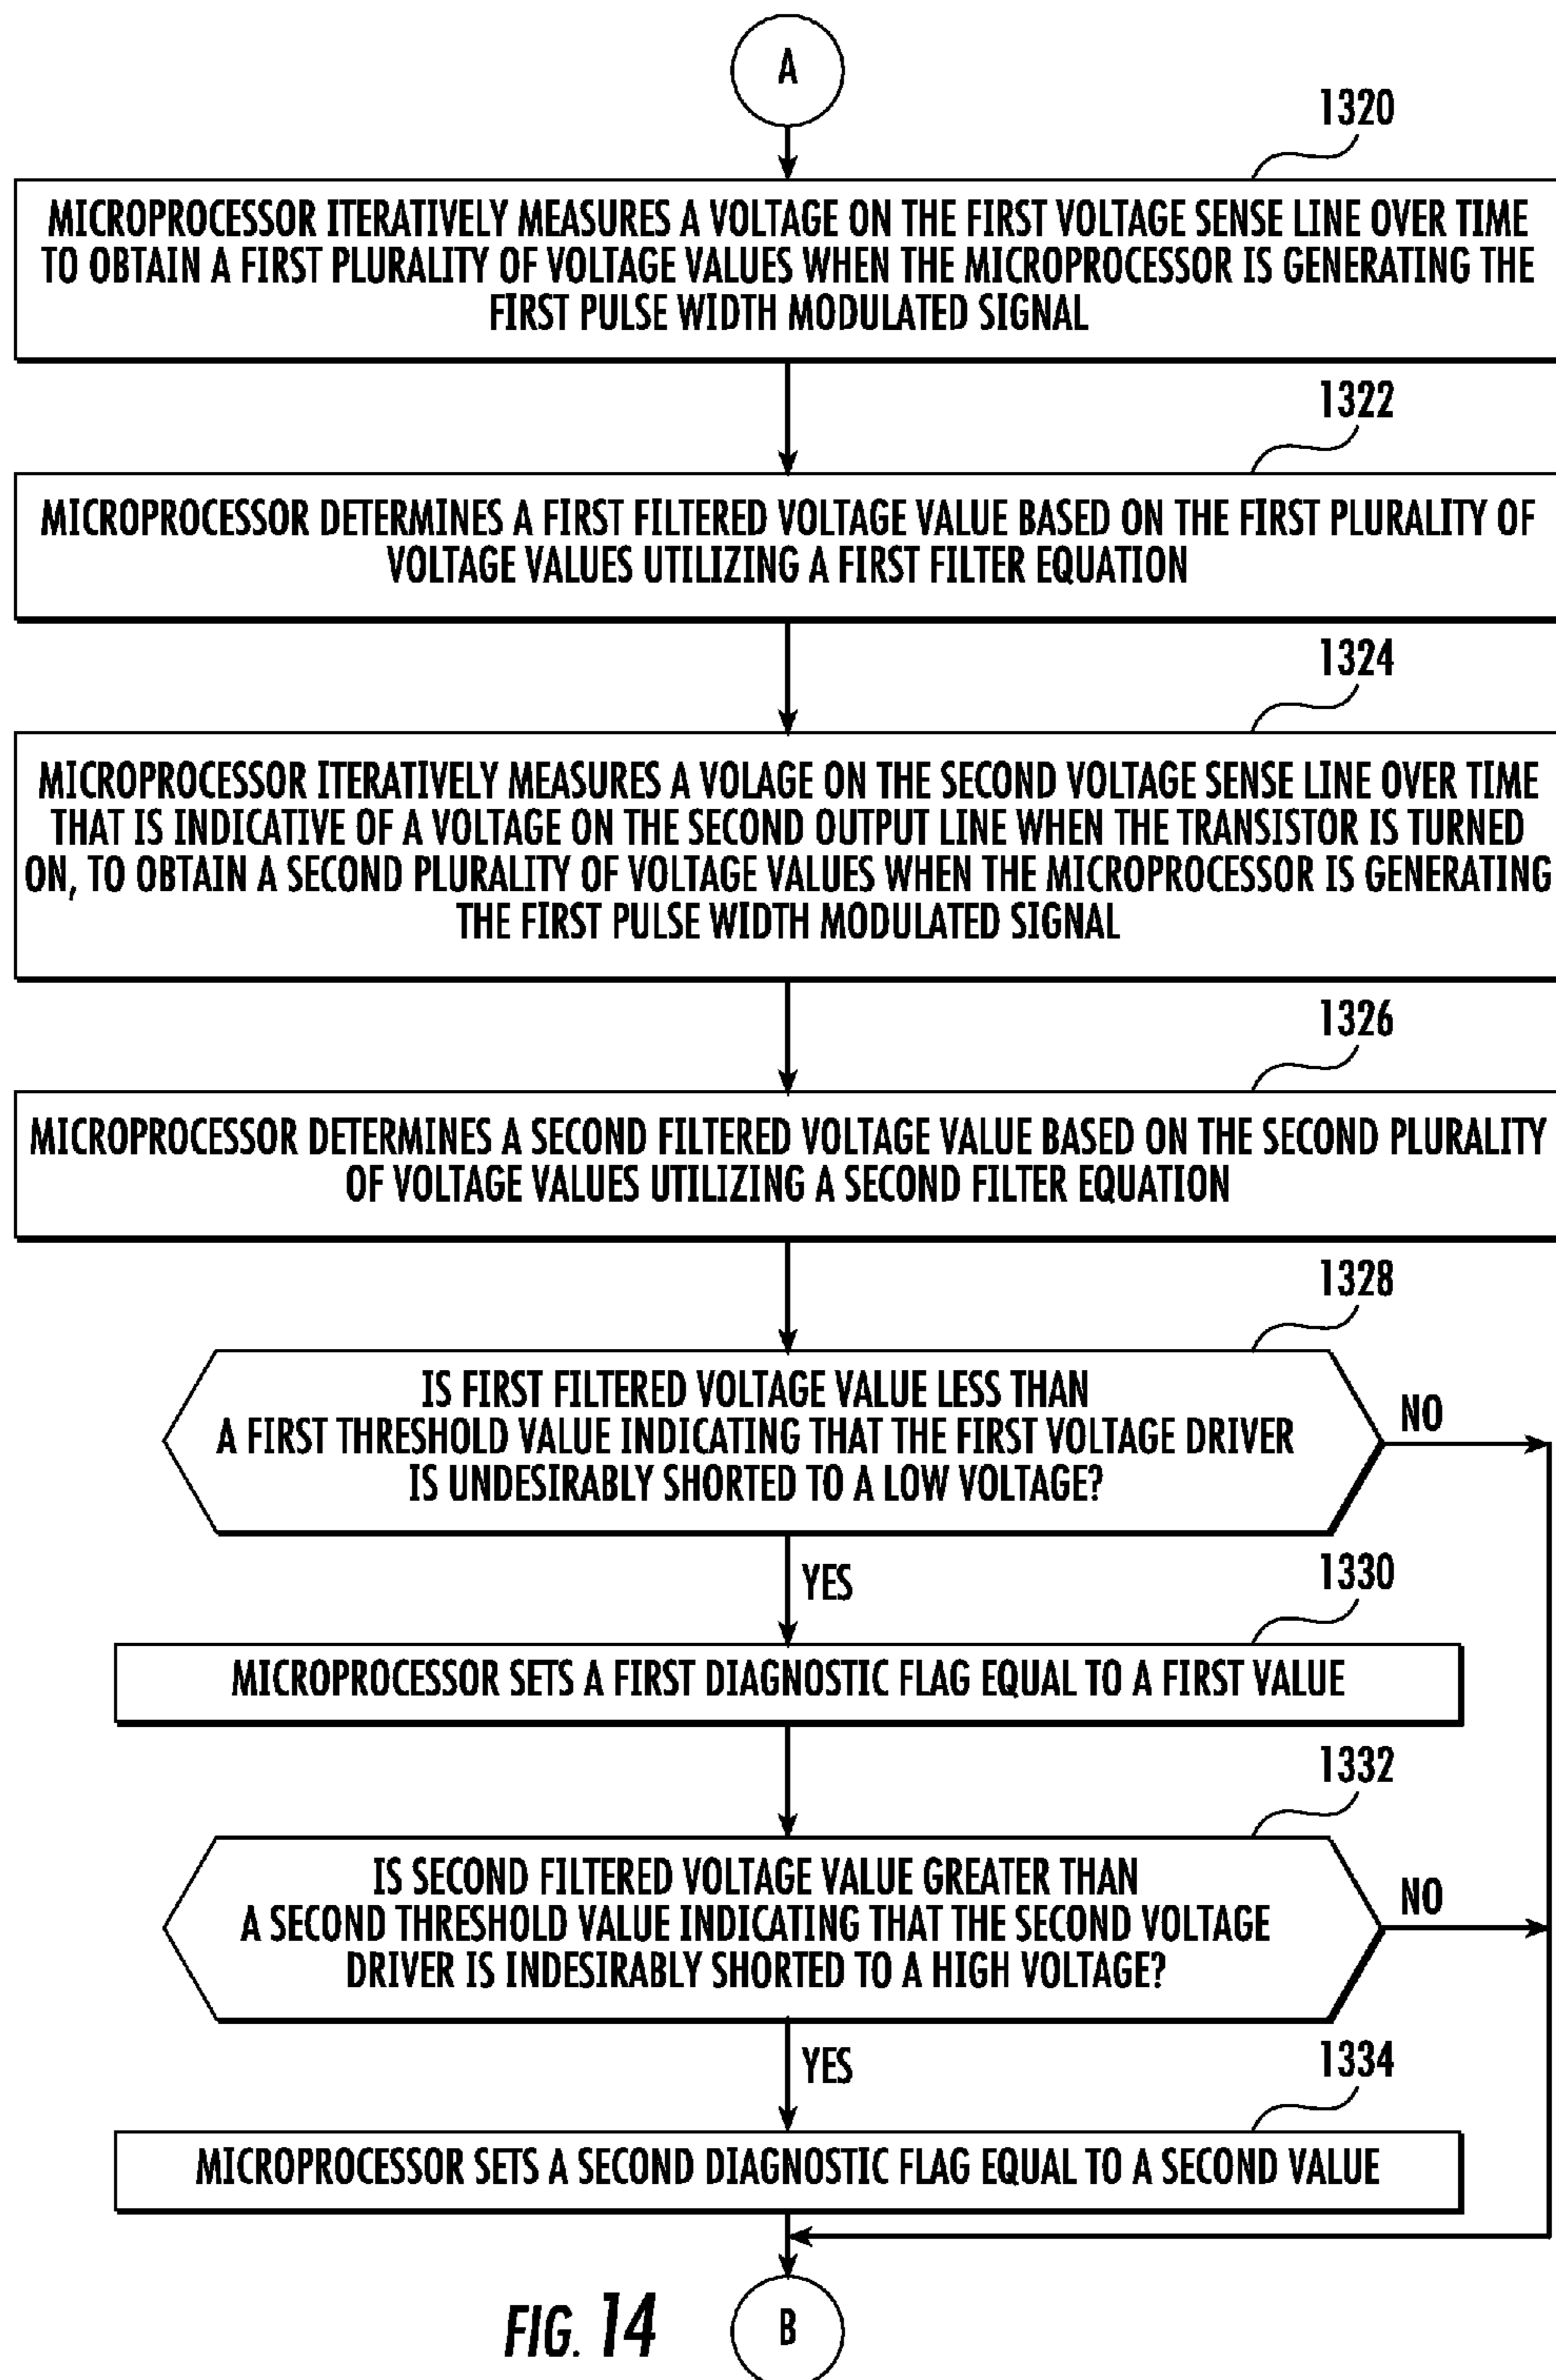 A
1320
MICROPROCESSOR ITERATIVELY MEASURES A VOLTAGE ON THE FIRST VOLTAGE SENSE LINE OVER TIME
TO OBTAIN A FIRST PLURALITY OF VOLTAGE VALUES WHEN THE MICROPROCESSOR IS GENERATING THE
FIRST PULSE WIDTH MODULATED SIGNAL
1322
MICROPROCESSOR DETERMINES A FIRST FILTERED VOLTAGE VALUE BASED ON THE FIRST PLURALITY OF
VOLTAGE VALUES UTILIZING A FIRST FILTER EQUATION
1324
MICROPROCESSOR ITERATIVELY MEASURES A VOLAGE ON THE SECOND VOLTAGE SENSE LINE OVER TIME
THAT IS INDICATIVE OF A VOLTAGE ON THE SECOND OUTPUT LINE WHEN THE TRANSISTOR IS TURNED
ON, TO OBTAIN A SECOND PLURALITY OF VOLTAGE VALUES WHEN THE MICROPROCESSOR IS GENERATING
THE FIRST PULSE WIDTH MODULATED SIGNAL
1326
MICROPROCESSOR DETERMINES A SECOND FILTERED VOLTAGE VALUE BASED ON THE SECOND PLURALITY
OF VOLTAGE VALUES UTILIZING A SECOND FILTER EQUATION
1328
IS FIRST FILTERED VOLTAGE VALUE LESS THAN
A FIRST THRESHOLD VALUE INDICATING THAT THE FIRST VOLTAGE DRIVER
IS UNDESIRABLY SHORTED TO A LOW VOLTAGE?
NO
YES
1330
MICROPROCESSOR SETS A FIRST DIAGNOSTIC FLAG EQUAL TO A FIRST VALUE
1332
IS SECOND FILTERED VOLTAGE VALUE GREATER THAN
A SECOND THRESHOLD VALUE INDICATING THAT THE SECOND VOLTAGE
DRIVER IS INDESIRABLY SHORTED TO A HIGH VOLTAGE?
NO
YES
1334
MICROPROCESSOR SETS A SECOND DIAGNOSTIC FLAG EQUAL TO A SECOND VALUE
FIG. 14
B